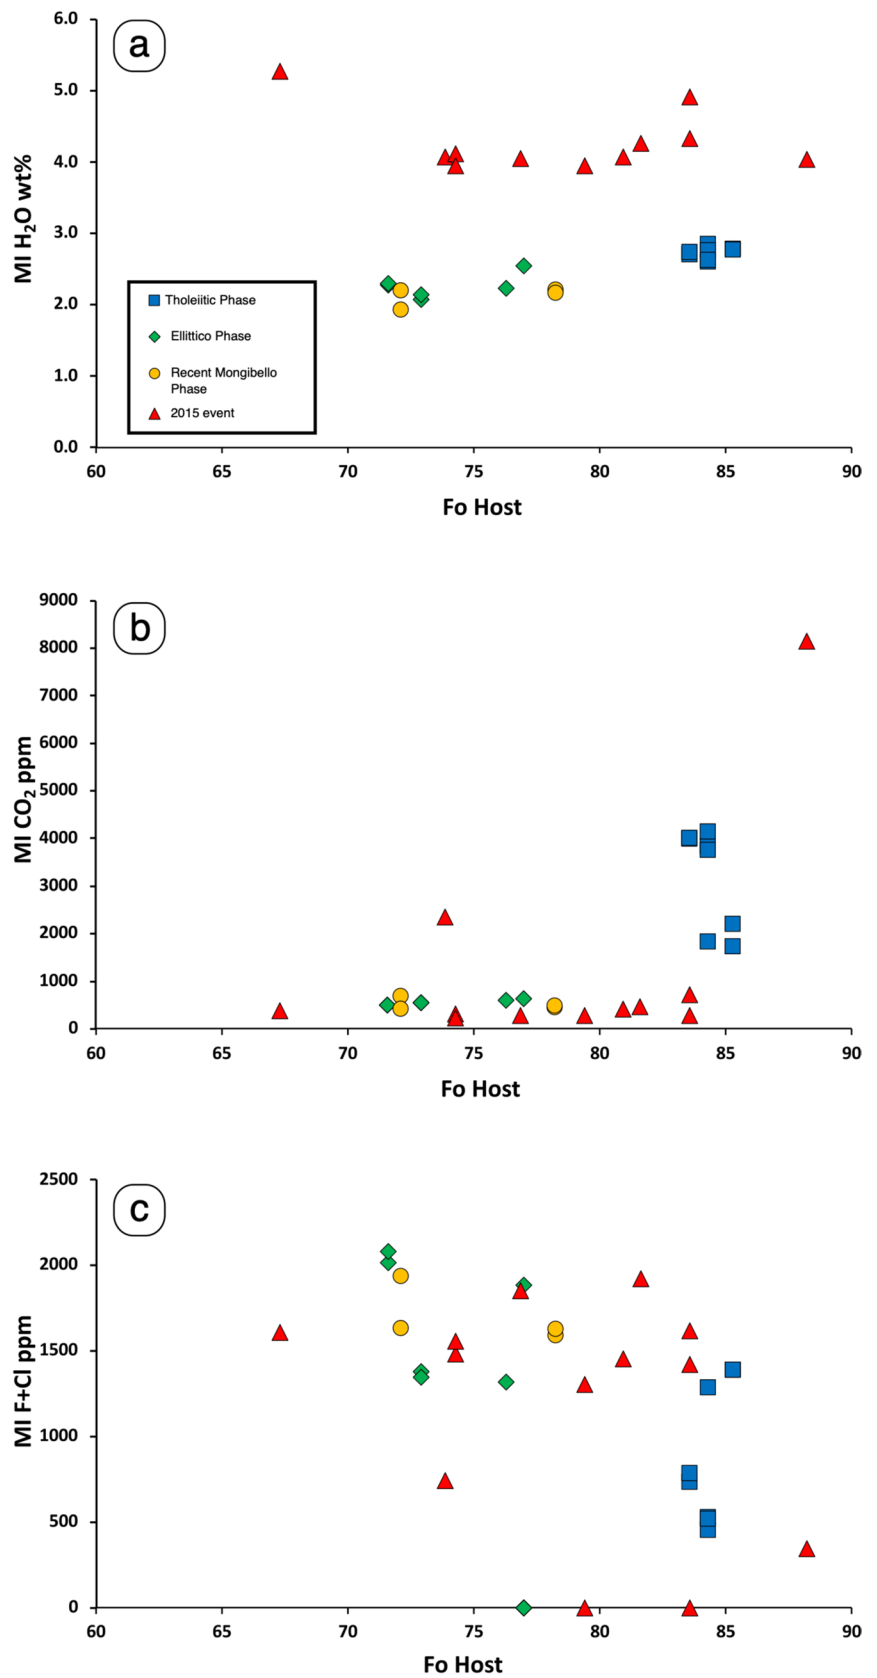 a
6.0
5.0
4.0
3.0
2.0
1.0
0.0
MI H₂O wt%
Tholeiitic Phase
Ellittico Phase
Recent Mongibello
Phase
2015 event
60 65 70 75 80 85 90
Fo Host
b
9000
8000
7000
6000
5000
4000
3000
2000
1000
0
MI CO₂ ppm
60 65 70 75 80 85 90
Fo Host
c
2500
2000
1500
1000
500
0
MI F+Cl ppm
60 65 70 75 80 85 90
Fo Host